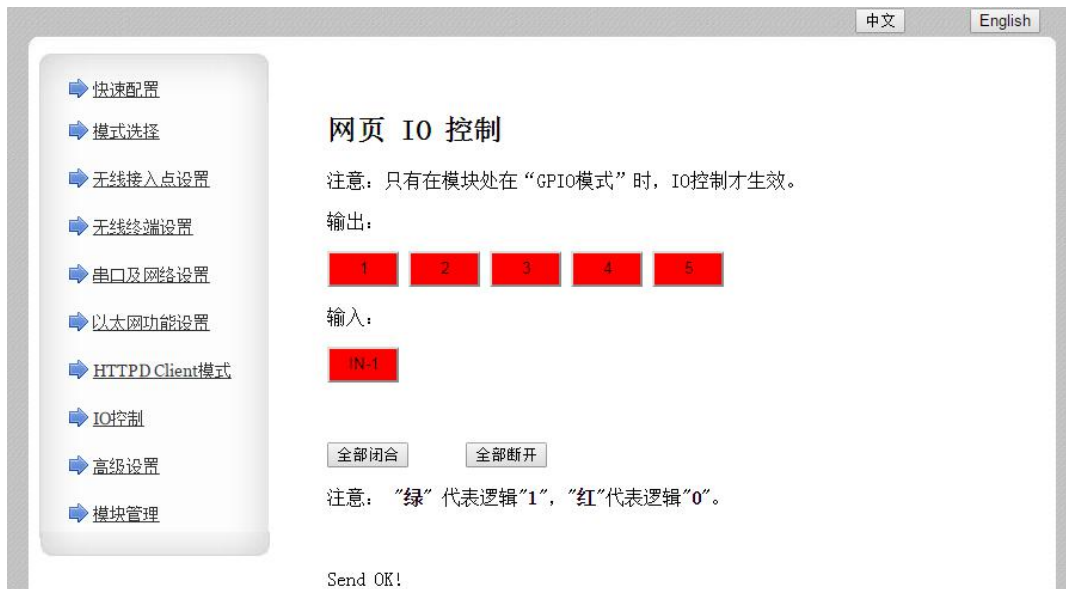 中文
English
快速配置
模式选择
无线接入点设置
无线终端设置
串口及网络设置
以太网功能设置
HTTPD Client模式
IO控制
高级设置
模块管理
网页 IO 控制
注意：只有在模块处在“GPIO模式”时，IO控制才生效。
输出：
1 2 3 4 5
输入：
IN-1
全部闭合 全部断开
注意： "绿" 代表逻辑"1"，"红"代表逻辑"0"。
Send OK!